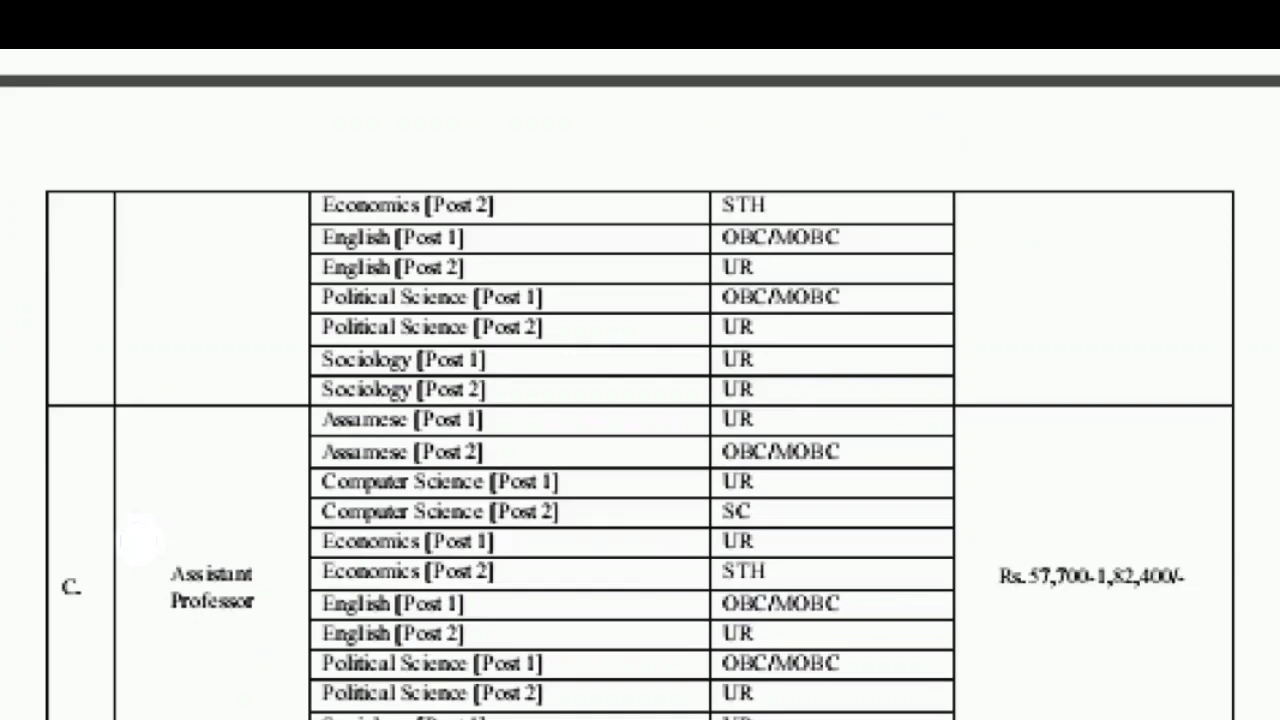 Economics [Post 2] STH
English [Post 1] OBC/MOBC
English [Post 2] UR
Political Science [Post 1] OBC/MOBC
Political Science [Post 2] UR
Sociology [Post 1] UR
Sociology [Post 2] UR
Assamese [Post 1] UR
Assamese [Post 2] OBC/MOBC
Computer Science [Post 1] UR
Computer Science [Post 2] SC
Economics [Post 1] UR
Economics [Post 2] STH
C. Assistant Professor Rs. 57,700-1,82,400/-
English [Post 1] OBC/MOBC
English [Post 2] UR
Political Science [Post 1] OBC/MOBC
Political Science [Post 2] UR